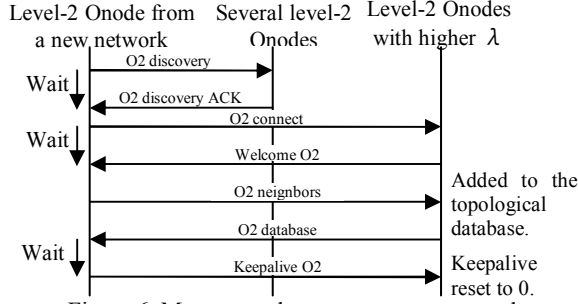 Level-2 Onode from
a new network
Several level-2
Onodes
Level-2 Onodes
with higher λ
O2 discovery
Wait
O2 discovery ACK
O2 connect
Wait
Welcome O2
O2 neighbors
Added to the
topological
database.
O2 database
Wait
Keepalive O2
Keepalive
reset to 0.